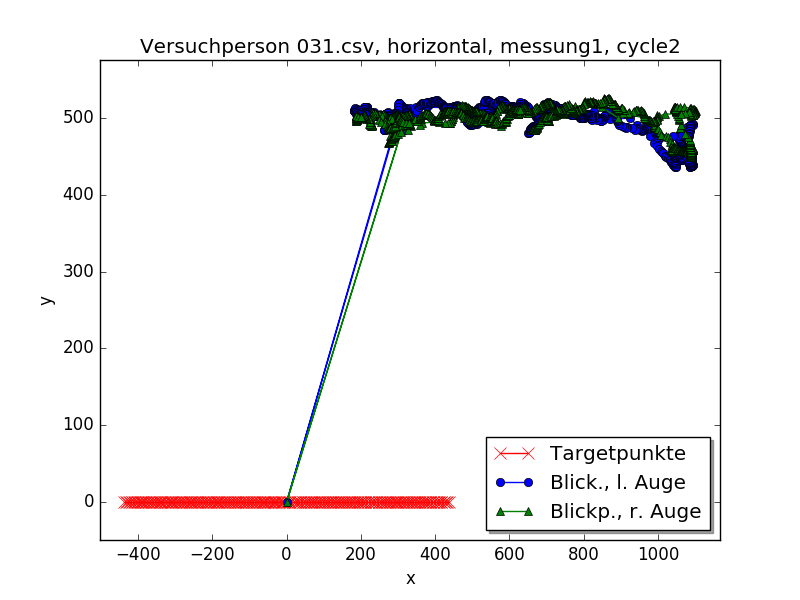 Versuchperson 031.csv, horizontal, messung1, cycle2
y
500
400
300
200
100
0
−400 −200 0 200 400 600 800 1000
x
Targetpunkte
Blick., l. Auge
Blickp., r. Auge